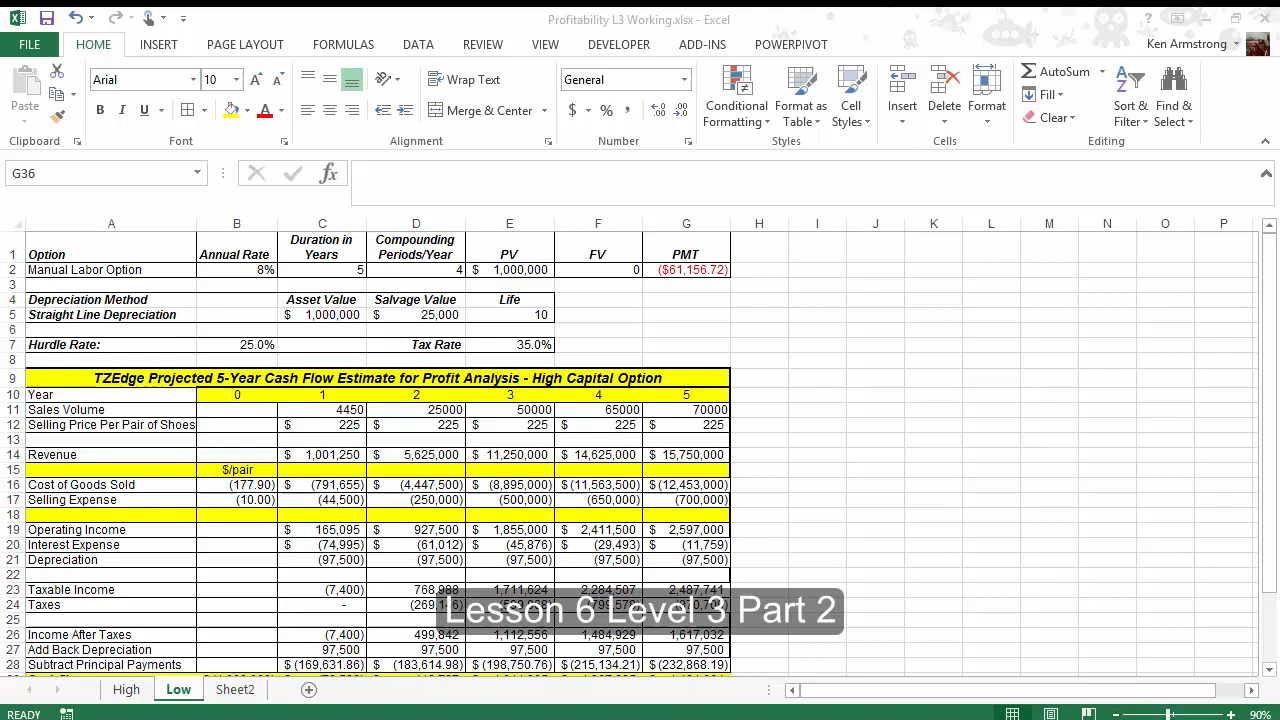 Profitability L3 Working.xlsx - Excel
FILE HOME INSERT PAGE LAYOUT FORMULAS DATA REVIEW VIEW DEVELOPER ADD-INS POWERPIVOT Ken Armstrong
Paste Arial 10 Wrap Text General Conditional Formatting Format as Table Cell Styles Insert Delete Format AutoSum Fill Clear Sort & Filter Find & Select
B I U Merge & Center $ % ,
Clipboard Font Alignment Number Styles Cells Editing
G36 fx
A B C D E F G H I J K L M N O P
1 Option Annual Rate Duration in Years Compounding Periods/Year PV FV PMT
2 Manual Labor Option 8% 5 4 $ 1,000,000 0 ($61,156.72)
3
4 Depreciation Method Asset Value Salvage Value Life
5 Straight Line Depreciation $ 1,000,000 $ 25,000 10
6
7 Hurdle Rate: 25.0% Tax Rate 35.0%
8
9 TZEdge Projected 5-Year Cash Flow Estimate for Profit Analysis - High Capital Option
10 Year 0 1 2 3 4 5
11 Sales Volume 4450 25000 50000 65000 70000
12 Selling Price Per Pair of Shoes $ 225 $ 225 $ 225 $ 225 $ 225
13
14 Revenue $ 1,001,250 $ 5,625,000 $ 11,250,000 $ 14,625,000 $ 15,750,000
15 $/pair
16 Cost of Goods Sold (177.90) $ (791,655) $ (4,447,500) $ (8,895,000) $ (11,563,500) $ (12,453,000)
17 Selling Expense (10.00) (44,500) (250,000) (500,000) (650,000) (700,000)
18
19 Operating Income $ 165,095 $ 927,500 $ 1,855,000 $ 2,411,500 $ 2,597,000
20 Interest Expense $ (74,995) $ (61,012) $ (45,876) $ (29,493) $ (11,759)
21 Depreciation (97,500) (97,500) (97,500) (97,500) (97,500)
22
23 Taxable Income (7,400) 768,988 1,711,624 2,284,507 2,487,741
24 Taxes -
Lesson 6 Level 3 Part 2
25
26 Income After Taxes (7,400) 499,842 1,112,556 1,484,929 1,617,032
27 Add Back Depreciation 97,500 97,500 97,500 97,500 97,500
28 Subtract Principal Payments $ (169,631.86) $ (183,614.98) $ (198,750.76) $ (215,134.21) $ (232,868.19)
High Low Sheet2
READY 90%